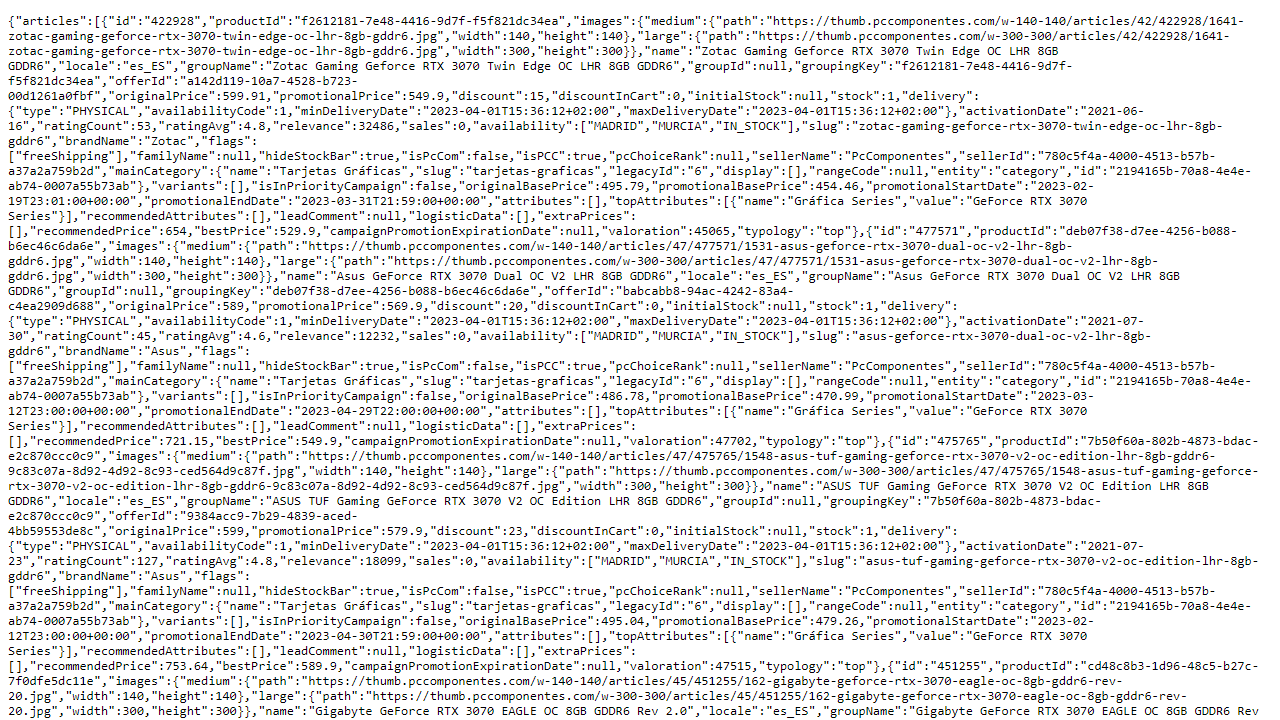 {"articles":[{"id":"422928","productId":"f2612181-7e48-4416-9d7f-f5f821dc34ea","images":{"medium":{"path":"https://thumb.pccomponentes.com/w-140-140/articles/42/422928/1641-
zotac-gaming-geforce-rtx-3070-twin-edge-oc-lhr-8gb-gddr6.jpg","width":140,"height":140},"large":{"path":"https://thumb.pccomponentes.com/w-300-300/articles/42/422928/1641-
zotac-gaming-geforce-rtx-3070-twin-edge-oc-lhr-8gb-gddr6.jpg","width":300,"height":300}},"name":"Zotac Gaming Geforce RTX 3070 Twin Edge OC LHR 8GB
GDDR6","locale":"es_ES","groupName":"Zotac Gaming Geforce RTX 3070 Twin Edge OC LHR 8GB GDDR6","groupId":null,"groupingKey":"f2612181-7e48-4416-9d7f-
f5f821dc34ea","offerId":"a142d119-10a7-4528-b723-
00d1261a0fbf","originalPrice":599.91,"promotionalPrice":549.9,"discount":15,"discountInCart":0,"initialStock":null,"stock":1,"delivery":
{"type":"PHYSICAL","availabilityCode":1,"minDeliveryDate":"2023-04-01T15:36:12+02:00","maxDeliveryDate":"2023-04-01T15:36:12+02:00"},"activationDate":"2021-06-
16","ratingCount":53,"ratingAvg":4.8,"relevance":32486,"sales":0,"availability":["MADRID","MURCIA","IN_STOCK"],"slug":"zotac-gaming-geforce-rtx-3070-twin-edge-oc-lhr-8gb-
gddr6","brandName":"Zotac","flags":
["freeShipping"],"familyName":null,"hideStockBar":true,"isPcCom":false,"isPCC":true,"pcChoiceRank":null,"sellerName":"PcComponentes","sellerId":"780c5f4a-4000-4513-b57b-
a37a2a759b2d","mainCategory":{"name":"Tarjetas Gráficas","slug":"tarjetas-graficas","legacyId":"6","display":[],"rangeCode":null,"entity":"category","id":"2194165b-70a8-4e4e-
ab74-0007a55b73ab"},"variants":[],"isInPriorityCampaign":false,"originalBasePrice":495.79,"promotionalBasePrice":454.46,"promotionalStartDate":"2023-02-
19T23:01:00+00:00","promotionalEndDate":"2023-03-31T21:59:00+00:00","attributes":[],"topAttributes":[{"name":"Gráfica Series","value":"GeForce RTX 3070
Series"}],"recommendedAttributes":[],"leadComment":null,"logisticData":[],"extraPrices":
[],"recommendedPrice":654,"bestPrice":529.9,"campaignPromotionExpirationDate":null,"valoration":45065,"typology":"top"},{"id":"477571","productId":"deb07f38-d7ee-4256-b088-
b6ec46c6da6e","images":{"medium":{"path":"https://thumb.pccomponentes.com/w-140-140/articles/47/477571/1531-asus-geforce-rtx-3070-dual-oc-v2-lhr-8gb-
gddr6.jpg","width":140,"height":140},"large":{"path":"https://thumb.pccomponentes.com/w-300-300/articles/47/477571/1531-asus-geforce-rtx-3070-dual-oc-v2-lhr-8gb-
gddr6.jpg","width":300,"height":300}},"name":"Asus GeForce RTX 3070 Dual OC V2 LHR 8GB GDDR6","locale":"es_ES","groupName":"Asus GeForce RTX 3070 Dual OC V2 LHR 8GB
GDDR6","groupId":null,"groupingKey":"deb07f38-d7ee-4256-b088-b6ec46c6da6e","offerId":"babcabb8-94ac-4242-83a4-
c4ea2909d688","originalPrice":589,"promotionalPrice":569.9,"discount":20,"discountInCart":0,"initialStock":null,"stock":1,"delivery":
{"type":"PHYSICAL","availabilityCode":1,"minDeliveryDate":"2023-04-01T15:36:12+02:00","maxDeliveryDate":"2023-04-01T15:36:12+02:00"},"activationDate":"2021-07-
30","ratingCount":45,"ratingAvg":4.6,"relevance":12232,"sales":0,"availability":["MADRID","MURCIA","IN_STOCK"],"slug":"asus-geforce-rtx-3070-dual-oc-v2-lhr-8gb-
gddr6","brandName":"Asus","flags":
["freeShipping"],"familyName":null,"hideStockBar":true,"isPcCom":false,"isPCC":true,"pcChoiceRank":null,"sellerName":"PcComponentes","sellerId":"780c5f4a-4000-4513-b57b-
a37a2a759b2d","mainCategory":{"name":"Tarjetas Gráficas","slug":"tarjetas-graficas","legacyId":"6","display":[],"rangeCode":null,"entity":"category","id":"2194165b-70a8-4e4e-
ab74-0007a55b73ab"},"variants":[],"isInPriorityCampaign":false,"originalBasePrice":486.78,"promotionalBasePrice":470.99,"promotionalStartDate":"2023-03-
12T23:00:00+00:00","promotionalEndDate":"2023-04-29T22:00:00+00:00","attributes":[],"topAttributes":[{"name":"Gráfica Series","value":"GeForce RTX 3070
Series"}],"recommendedAttributes":[],"leadComment":null,"logisticData":[],"extraPrices":
[],"recommendedPrice":721.15,"bestPrice":549.9,"campaignPromotionExpirationDate":null,"valoration":47702,"typology":"top"},{"id":"475765","productId":"7b50f60a-802b-4873-bdac-
e2c870ccc0c9","images":{"medium":{"path":"https://thumb.pccomponentes.com/w-140-140/articles/47/475765/1548-asus-tuf-gaming-geforce-rtx-3070-v2-oc-edition-lhr-8gb-gddr6-
9c83c07a-8d92-4d92-8c93-ced564d9c87f.jpg","width":140,"height":140},"large":{"path":"https://thumb.pccomponentes.com/w-300-300/articles/47/475765/1548-asus-tuf-gaming-geforce-
rtx-3070-v2-oc-edition-lhr-8gb-gddr6-9c83c07a-8d92-4d92-8c93-ced564d9c87f.jpg","width":300,"height":300}},"name":"ASUS TUF Gaming GeForce RTX 3070 V2 OC Edition LHR 8GB
GDDR6","locale":"es_ES","groupName":"ASUS TUF Gaming GeForce RTX 3070 V2 OC Edition LHR 8GB GDDR6","groupId":null,"groupingKey":"7b50f60a-802b-4873-bdac-
e2c870ccc0c9","offerId":"9384acc9-7b29-4839-aced-
4bb59553de8c","originalPrice":599,"promotionalPrice":579.9,"discount":23,"discountInCart":0,"initialStock":null,"stock":1,"delivery":
{"type":"PHYSICAL","availabilityCode":1,"minDeliveryDate":"2023-04-01T15:36:12+02:00","maxDeliveryDate":"2023-04-01T15:36:12+02:00"},"activationDate":"2021-07-
23","ratingCount":127,"ratingAvg":4.8,"relevance":18099,"sales":0,"availability":["MADRID","MURCIA","IN_STOCK"],"slug":"asus-tuf-gaming-geforce-rtx-3070-v2-oc-edition-lhr-8gb-
gddr6","brandName":"Asus","flags":
["freeShipping"],"familyName":null,"hideStockBar":true,"isPcCom":false,"isPCC":true,"pcChoiceRank":null,"sellerName":"PcComponentes","sellerId":"780c5f4a-4000-4513-b57b-
a37a2a759b2d","mainCategory":{"name":"Tarjetas Gráficas","slug":"tarjetas-graficas","legacyId":"6","display":[],"rangeCode":null,"entity":"category","id":"2194165b-70a8-4e4e-
ab74-0007a55b73ab"},"variants":[],"isInPriorityCampaign":false,"originalBasePrice":495.04,"promotionalBasePrice":479.26,"promotionalStartDate":"2023-02-
12T23:00:00+00:00","promotionalEndDate":"2023-04-30T21:59:00+00:00","attributes":[],"topAttributes":[{"name":"Gráfica Series","value":"GeForce RTX 3070
Series"}],"recommendedAttributes":[],"leadComment":null,"logisticData":[],"extraPrices":
[],"recommendedPrice":753.64,"bestPrice":589.9,"campaignPromotionExpirationDate":null,"valoration":47515,"typology":"top"},{"id":"451255","productId":"cd48c8b3-1d96-48c5-b27c-
7f0dfe5dc11e","images":{"medium":{"path":"https://thumb.pccomponentes.com/w-140-140/articles/45/451255/162-gigabyte-geforce-rtx-3070-eagle-oc-8gb-gddr6-rev-
20.jpg","width":140,"height":140},"large":{"path":"https://thumb.pccomponentes.com/w-300-300/articles/45/451255/162-gigabyte-geforce-rtx-3070-eagle-oc-8gb-gddr6-rev-
20.jpg","width":300,"height":300}},"name":"Gigabyte GeForce RTX 3070 EAGLE OC 8GB GDDR6 Rev 2.0","locale":"es_ES","groupName":"Gigabyte GeForce RTX 3070 EAGLE OC 8GB GDDR6 Rev